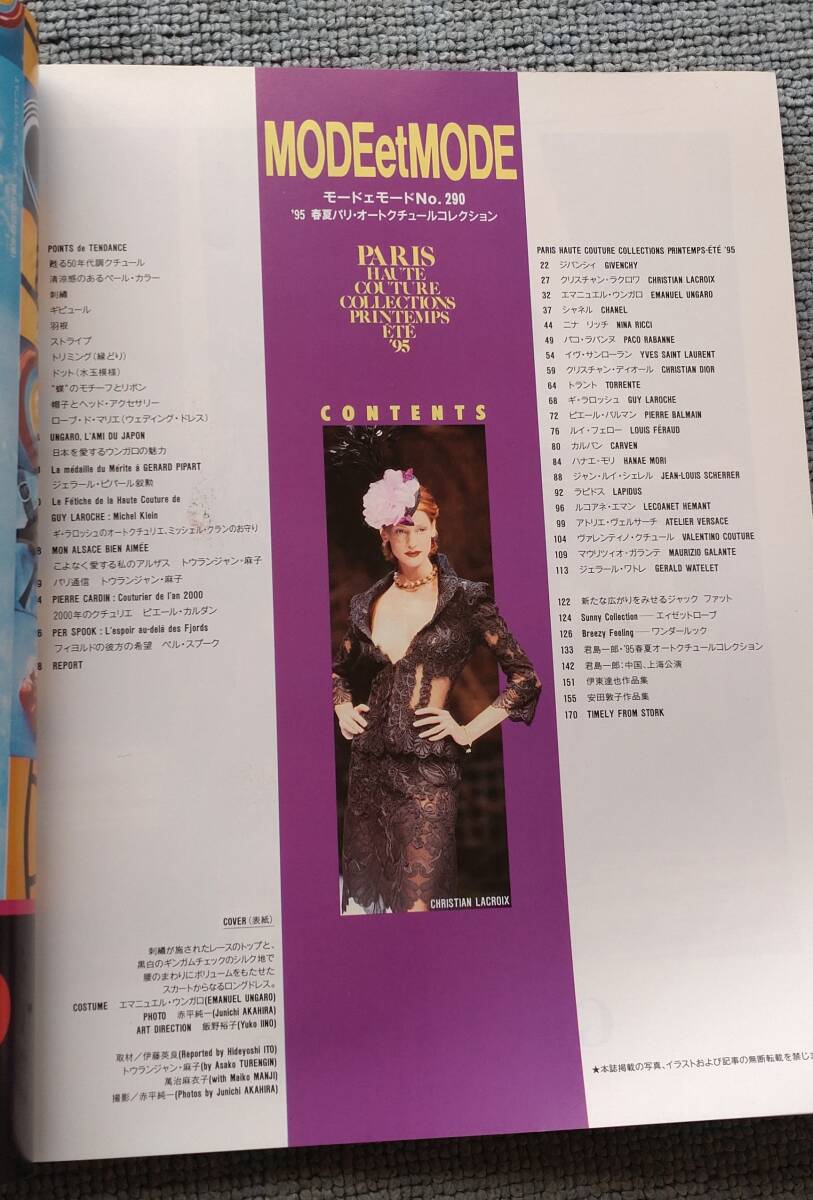 MODEetMODE
モードェモードNo. 290
'95 春夏パリ・オートクチュールコレクション
PARIS
HAUTE
COUTURE
COLLECTIONS
PRINTEMPS
ÉTÉ
'95
CONTENTS
CHRISTIAN LACROIX
POINTS de TENDANCE
甦る50年代調クチュール
清涼感のあるペール・カラー
刺繡
ギピュール
羽根
ストライプ
トリミング(縁どり)
ドット(水玉模様)
"蝶"のモチーフとリボン
帽子とヘッド・アクセサリー
ローブ・ド・マリエ(ウェディング・ドレス)
UNGARO, L'AMI DU JAPON
日本を愛するウンガロの魅力
La médaille du Mérite à GERARD PIPART
ジェラール・ピパール叙勲
Le Fétiche de la Haute Couture de
GUY LAROCHE : Michel Klein
ギ・ラロッシュのオートクチュリエ、ミッシェル・クランのお守り
MON ALSACE BIEN AIMÉE
こよなく愛する私のアルザス トウランジャン・麻子
パリ通信 トウランジャン・麻子
PIERRE CARDIN : Couturier de l'an 2000
2000年のクチュリエ ピエール・カルダン
PER SPOOK : L'espoir au-delé des Fjords
フィヨルドの彼方の希望 ペル・スプーク
REPORT
COVER (表紙)
刺繡が施されたレースのトップと、
黒白のギンガムチェックのシルク地で
腰のまわりにボリュームをもたせた
スカートからなるロングドレス。
COSTUME エマニュエル・ウンガロ(EMANUEL UNGARO)
PHOTO 赤平純一(Junichi AKAHIRA)
ART DIRECTION 飯野裕子(Yuko IINO)
取材/伊藤英良(Reported by Hideyoshi ITO)
トウランジャン・麻子(by Asako TURENGIN)
萬治麻衣子(with Maiko MANJI)
撮影/赤平純一(Photos by Junichi AKAHIRA)
PARIS HAUTE COUTURE COLLECTIONS PRINTEMPS-ÉTÉ '95
22 ジバンシィ GIVENCHY
27 クリスチャン・ラクロワ CHRISTIAN LACROIX
32 エマニュエル・ウンガロ EMANUEL UNGARO
37 シャネル CHANEL
44 ニナ リッチ NINA RICCI
49 パコ・ラバンヌ PACO RABANNE
54 イヴ・サンローラン YVES SAINT LAURENT
59 クリスチャン・ディオール CHRISTIAN DIOR
64 トラント TORRENTE
68 ギ・ラロッシュ GUY LAROCHE
72 ピエール・バルマン PIERRE BALMAIN
76 ルイ・フェロー LOUIS FÉRAUD
80 カルバン CARVEN
84 ハナエ・モリ HANAE MORI
88 ジャン・ルイ・シェレル JEAN-LOUIS SCHERRER
92 ラピドス LAPIDUS
96 ルコアネ・エマン LECOANET HEMANT
99 アトリエ・ヴェルサーチ ATELIER VERSACE
104 ヴァレンティノ・クチュール VALENTINO COUTURE
109 マウリツィオ・ガランテ MAURIZIO GALANTE
113 ジェラール・ワトレ GERALD WATELET
122 新たな広がりをみせるジャック ファット
124 Sunny Collection──エィゼットローブ
126 Breezy Feeling──ワンダールック
133 君島一郎・'95春夏オートクチュールコレクション
142 君島一郎:中国、上海公演
151 伊東達也作品集
155 安田敦子作品集
170 TIMELY FROM STORK
★本誌掲載の写真、イラストおよび記事の無断転載を禁じ